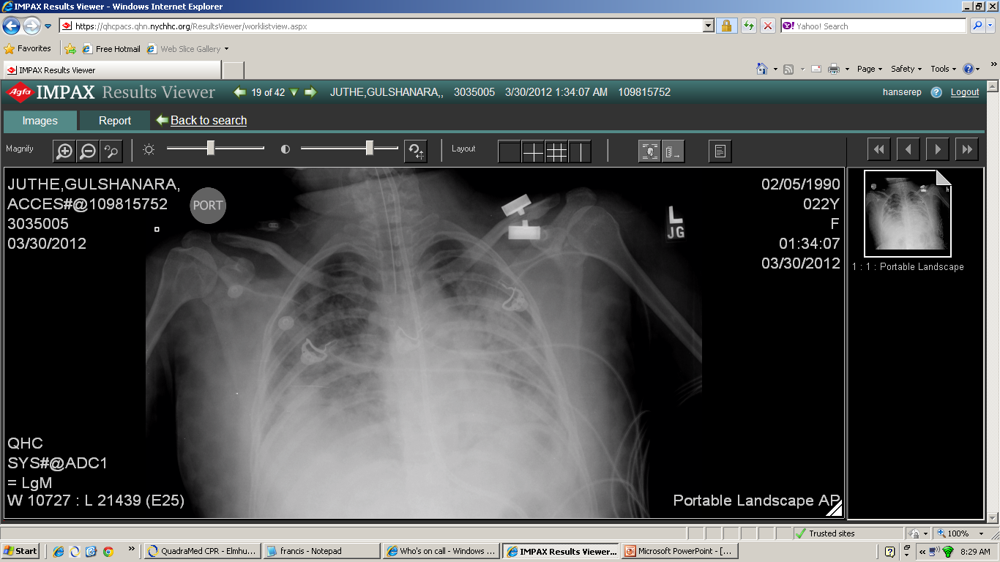 IMPAX Results Viewer - Windows Internet Explorer
https://qhcpacs.qhn.nychhc.org/ResultsViewer/worklistview.aspx
Yahoo! Search
Favorites
Free Hotmail
Web Slice Gallery
IMPAX Results Viewer
Page
Safety
Tools
Agfa
IMPAX Results Viewer
19 of 42
JUTHE,GULSHANARA,, 3035005 3/30/2012 1:34:07 AM 109815752
hanserep
Logout
Images
Report
Back to search
Magnify
Layout
JUTHE,GULSHANARA,
ACCES#@109815752
3035005
03/30/2012
PORT
L
JG
02/05/1990
022Y
F
01:34:07
03/30/2012
1 : 1 : Portable Landscape
QHC
SYS#@ADC1
= LgM
W 10727 : L 21439 (E25)
Portable Landscape AP
Trusted sites
100%
Start
QuadraMed CPR - Elmhu...
francis - Notepad
Who's on call - Windows ...
IMPAX Results Viewer...
Microsoft PowerPoint - [...
8:29 AM